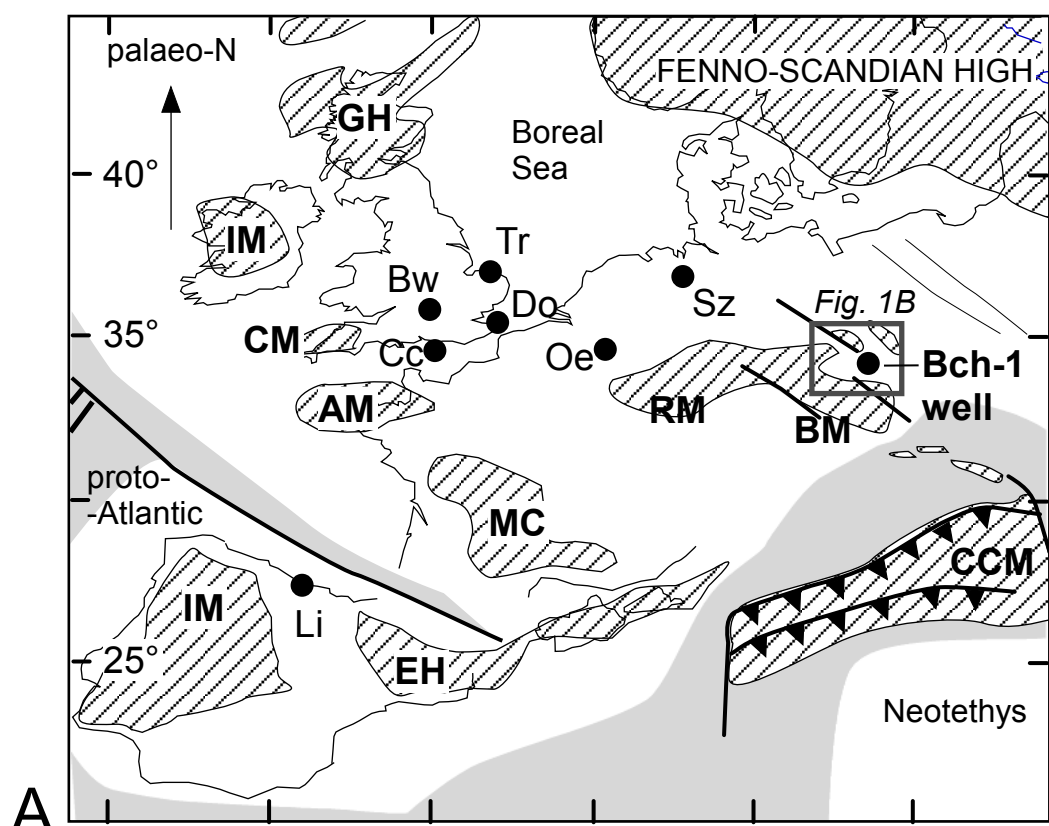 palaeo-N
FENNO-SCANDIAN HIGH
GH
Boreal
Sea
40°
IM
Tr
Bw
Do
Sz
Fig. 1B
35°
CM
Cc
Oe
Bch-1
well
AM
RM
BM
proto-
-Atlantic
MC
CCM
IM
Li
25°
EH
Neotethys
A